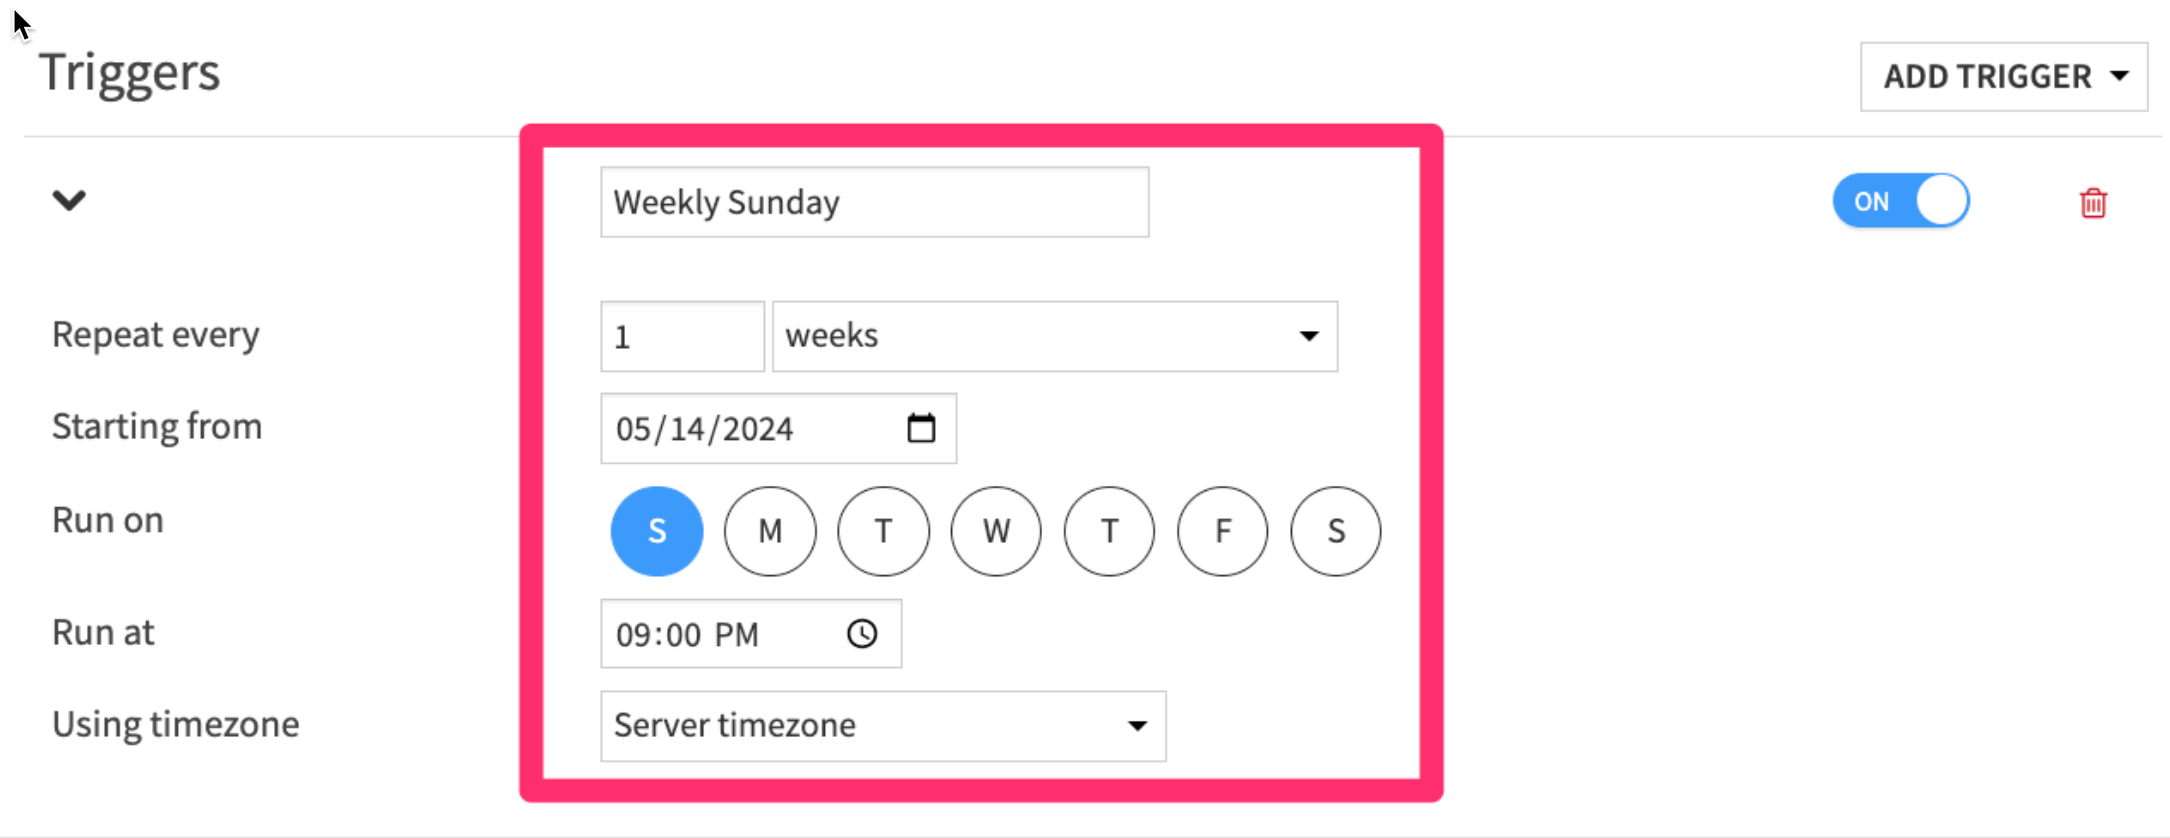 Triggers
ADD TRIGGER
Weekly Sunday
ON
Repeat every 1 weeks
Starting from 05/14/2024
Run on S M T W T F S
Run at 09:00 PM
Using timezone Server timezone